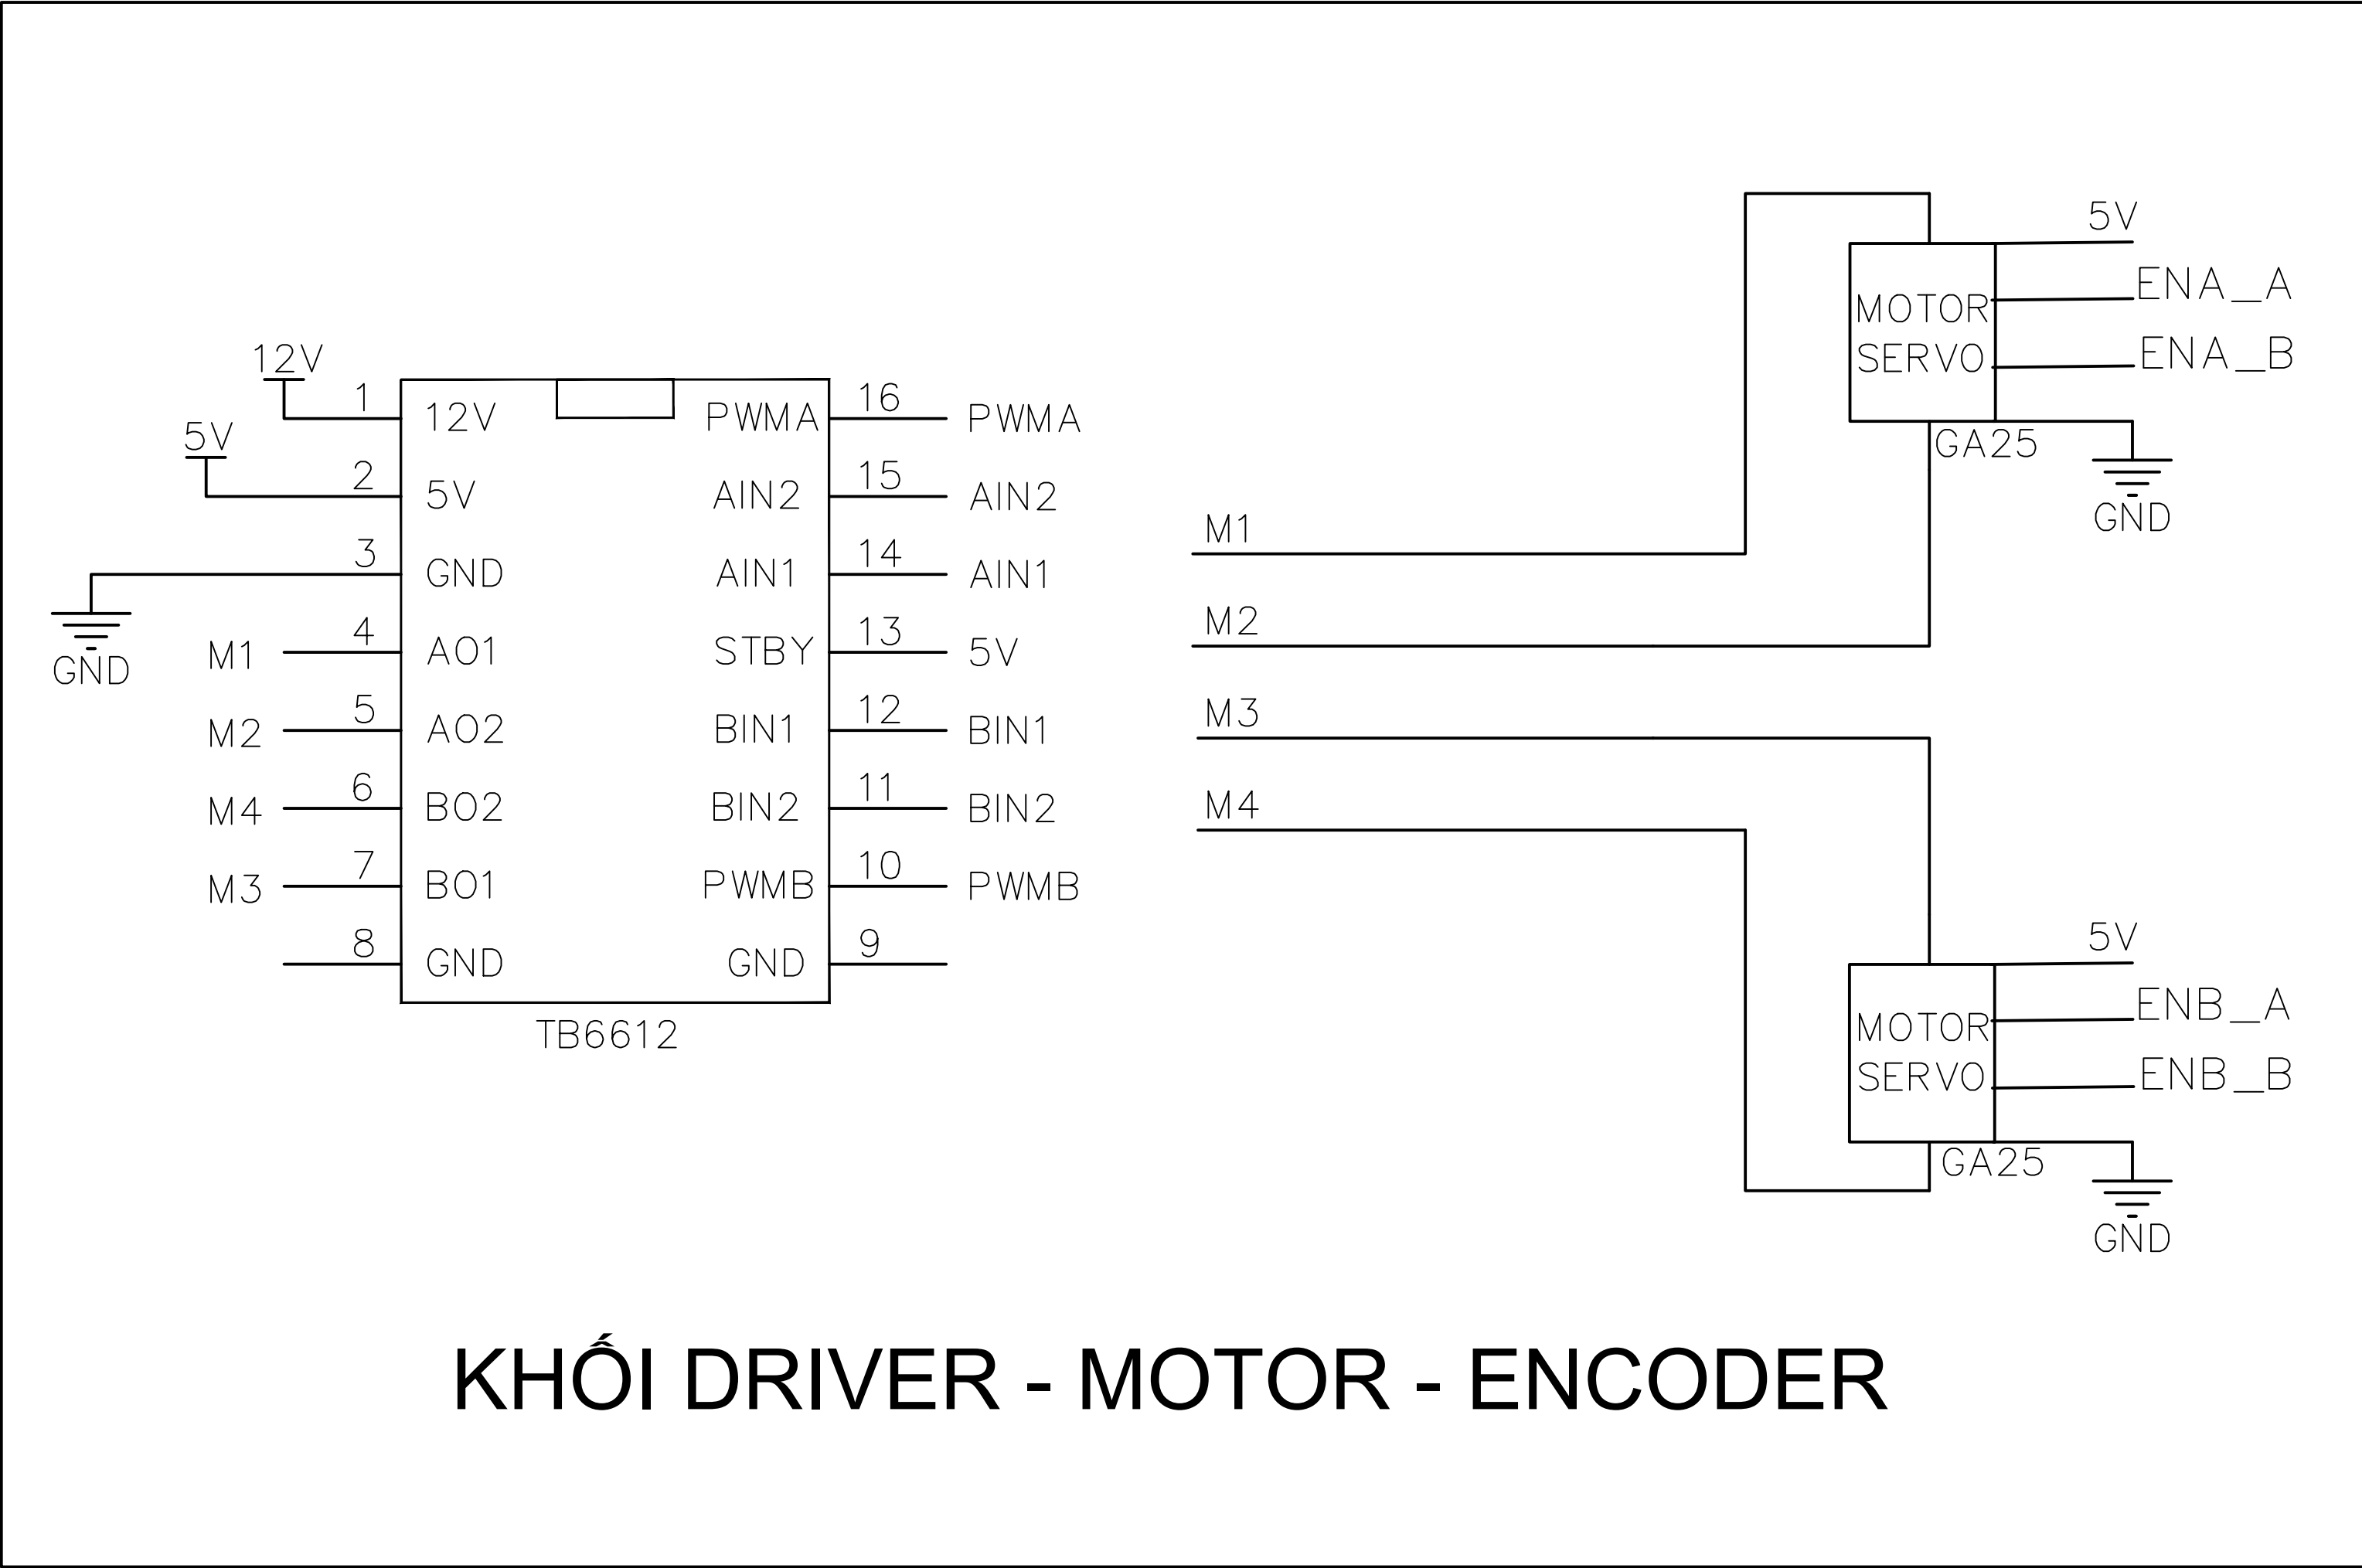 12V
1
12V
PWMA
16
PWMA
5V
2
5V
AIN2
15
AIN2
3
GND
AIN1
14
AIN1
GND
M1
4
AO1
STBY
13
5V
M2
5
AO2
BIN1
12
BIN1
M4
6
BO2
BIN2
11
BIN2
M3
7
BO1
PWMB
10
PWMB
8
GND
GND
9
TB6612
M1
M2
M3
M4
5V
MOTOR
SERVO
ENA_A
ENA_B
GA25
GND
5V
MOTOR
SERVO
ENB_A
ENB_B
GA25
GND
KHỐI DRIVER - MOTOR - ENCODER